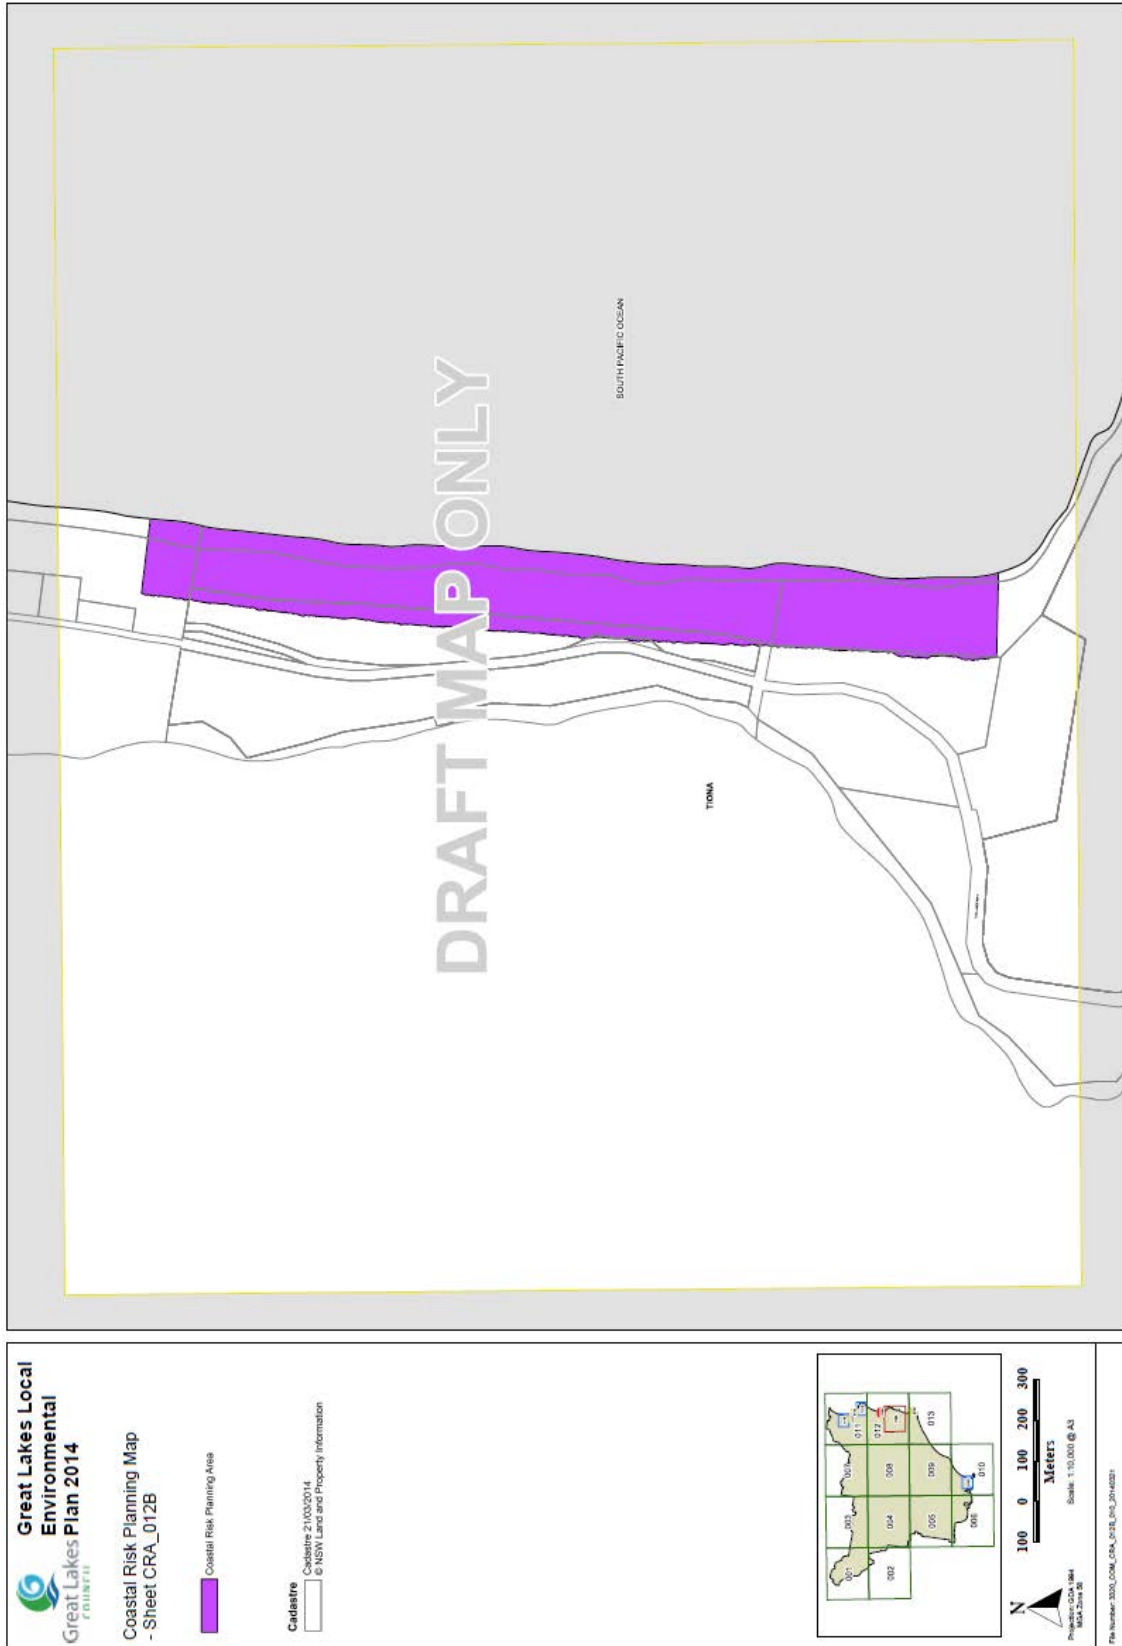 Great Lakes Local
Environmental
Plan 2014
Great Lakes
COUNCIL
Coastal Risk Planning Map
- Sheet CRA_012B
Coastal Risk Planning Area
Cadastre
Cadastre 21/03/2014
© NSW Land and Property Information
DRAFT MAP ONLY
SOUTH PACIFIC OCEAN
TIONA
001
002
003
004
005
006
007
008
009
010
011
012
013
N
100 0 100 200 300
Meters
Scale: 1:10,000 @ A3
Projection: GDA 1994
MGA Zone 56